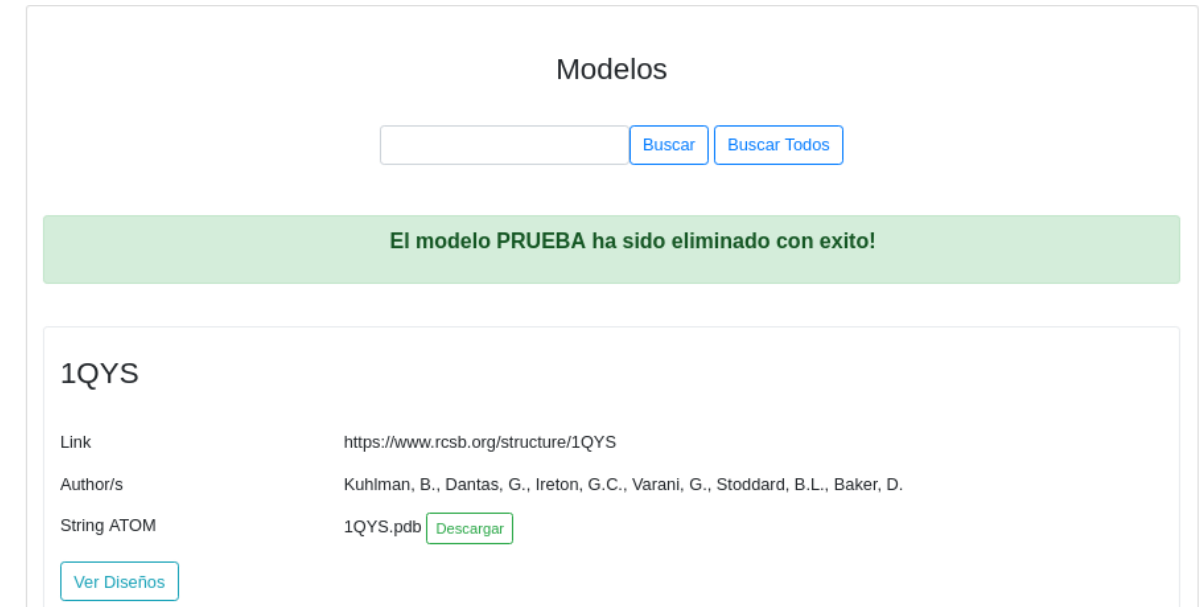 Modelos
Buscar Buscar Todos
El modelo PRUEBA ha sido eliminado con exito!
1QYS
Link https://www.rcsb.org/structure/1QYS
Author/s Kuhlman, B., Dantas, G., Ireton, G.C., Varani, G., Stoddard, B.L., Baker, D.
String ATOM 1QYS.pdb Descargar
Ver Diseños